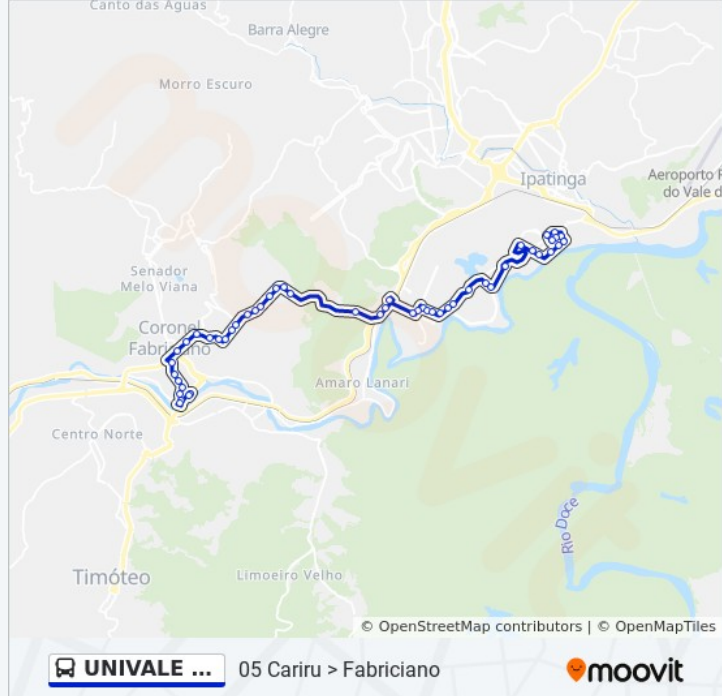 Canto das Águas
Barra Alegre
Morro Escuro
Ipatinga
Aeroporto R
do Vale d
Senador
Melo Viana
Coronel
Fabriciano
Amaro Lanari
Centro Norte
Rio Doce
Timóteo
Limoeiro Velho
© OpenStreetMap contributors | © OpenMapTiles
UNIVALE ... 05 Cariru > Fabriciano moovit